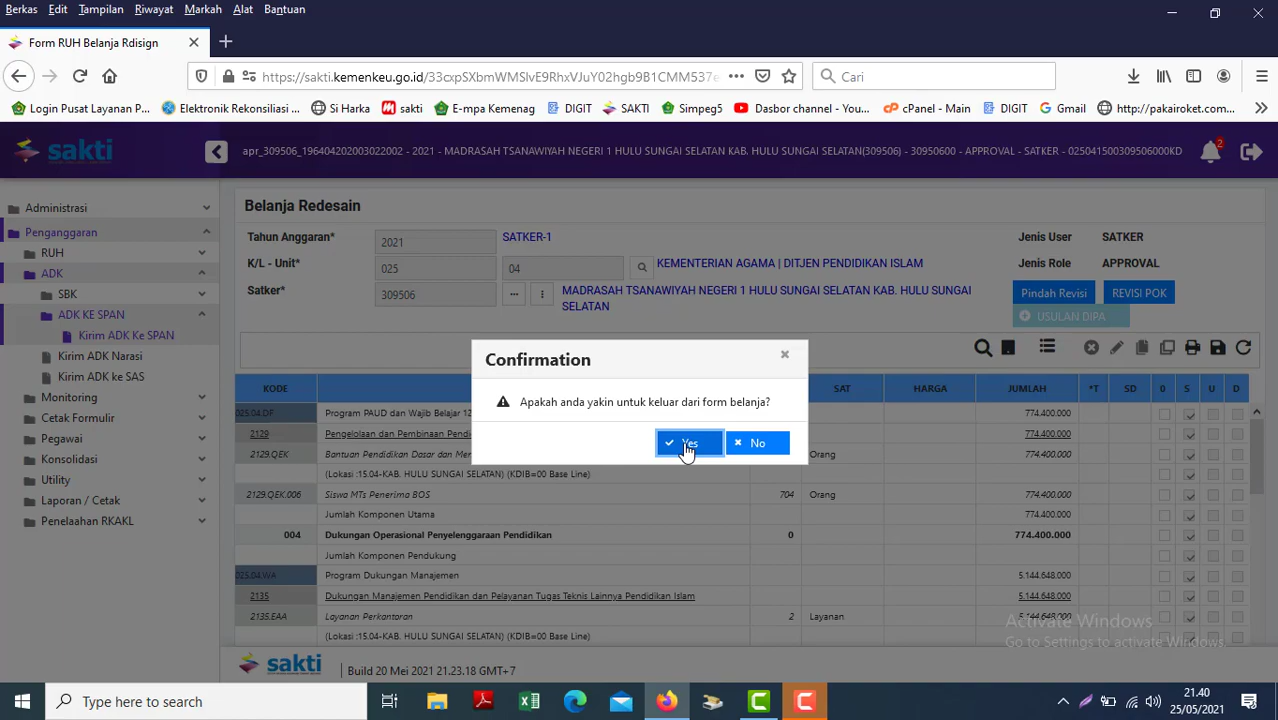 Berkas Edit Tampilan Riwayat Markah Alat Bantuan
Form RUH Belanja Rdisign
https://sakti.kemenkeu.go.id/33cxpSXbmWMSlvE9RhxVJuY02hgb9B1CMM537e
Cari
Login Pusat Layanan P... Elektronik Rekonsiliasi ... Si Harka sakti E-mpa Kemenag DIGIT SAKTI Simpeg5 Dasbor channel - You... cPanel - Main DIGIT Gmail http://pakairoket.com...
sakti apr_309506_196404202003022002 - 2021 - MADRASAH TSANAWIYAH NEGERI 1 HULU SUNGAI SELATAN KAB. HULU SUNGAI SELATAN(309506) - 30950600 - APPROVAL - SATKER - 025041500309506000KD 2
Administrasi
Penganggaran
RUH
ADK
SBK
ADK KE SPAN
Kirim ADK Ke SPAN
Kirim ADK Narasi
Kirim ADK ke SAS
Monitoring
Cetak Formulir
Pegawai
Konsolidasi
Utility
Laporan / Cetak
Penelaahan RKAKL
Belanja Redesain
Tahun Anggaran* 2021 SATKER-1 Jenis User SATKER
K/L - Unit* 025 04 KEMENTERIAN AGAMA | DITJEN PENDIDIKAN ISLAM Jenis Role APPROVAL
Satker* 309506 MADRASAH TSANAWIYAH NEGERI 1 HULU SUNGAI SELATAN KAB. HULU SUNGAI
SELATAN
Pindah Revisi REVISI POK
USULAN DIPA
KODE SAT HARGA JUMLAH *T SD 0 S U D
025.04.DF Program PAUD dan Wajib Belajar 12 774.400.000
2129 Pengelolaan dan Pembinaan Pendi 774.400.000
2129.QEK Bantuan Pendidikan Dasar dan Men Orang 774.400.000
(Lokasi :15.04-KAB. HULU SUNGAI SELATAN) (KDIB=00 Base Line)
2129.QEK.006 Siswa MTs Penerima BOS 704 Orang 774.400.000
Jumlah Komponen Utama 774.400.000
004 Dukungan Operasional Penyelenggaraan Pendidikan 0 774.400.000
Jumlah Komponen Pendukung 774.400.000
025.04.WA Program Dukungan Manajemen 5.144.648.000
2135 Dukungan Manajemen Pendidikan dan Pelayanan Tugas Teknis Lainnya Pendidikan Islam 5.144.648.000
2135.EAA Layanan Perkantoran 2 Layanan 5.144.648.000
(Lokasi :15.04-KAB. HULU SUNGAI SELATAN) (KDIB=00 Base Line)
Confirmation
Apakah anda yakin untuk keluar dari form belanja?
Yes No
Activate Windows
Go to Settings to activate Windows.
sakti Build 20 Mei 2021 21.23.18 GMT+7
Type here to search
21.40
25/05/2021